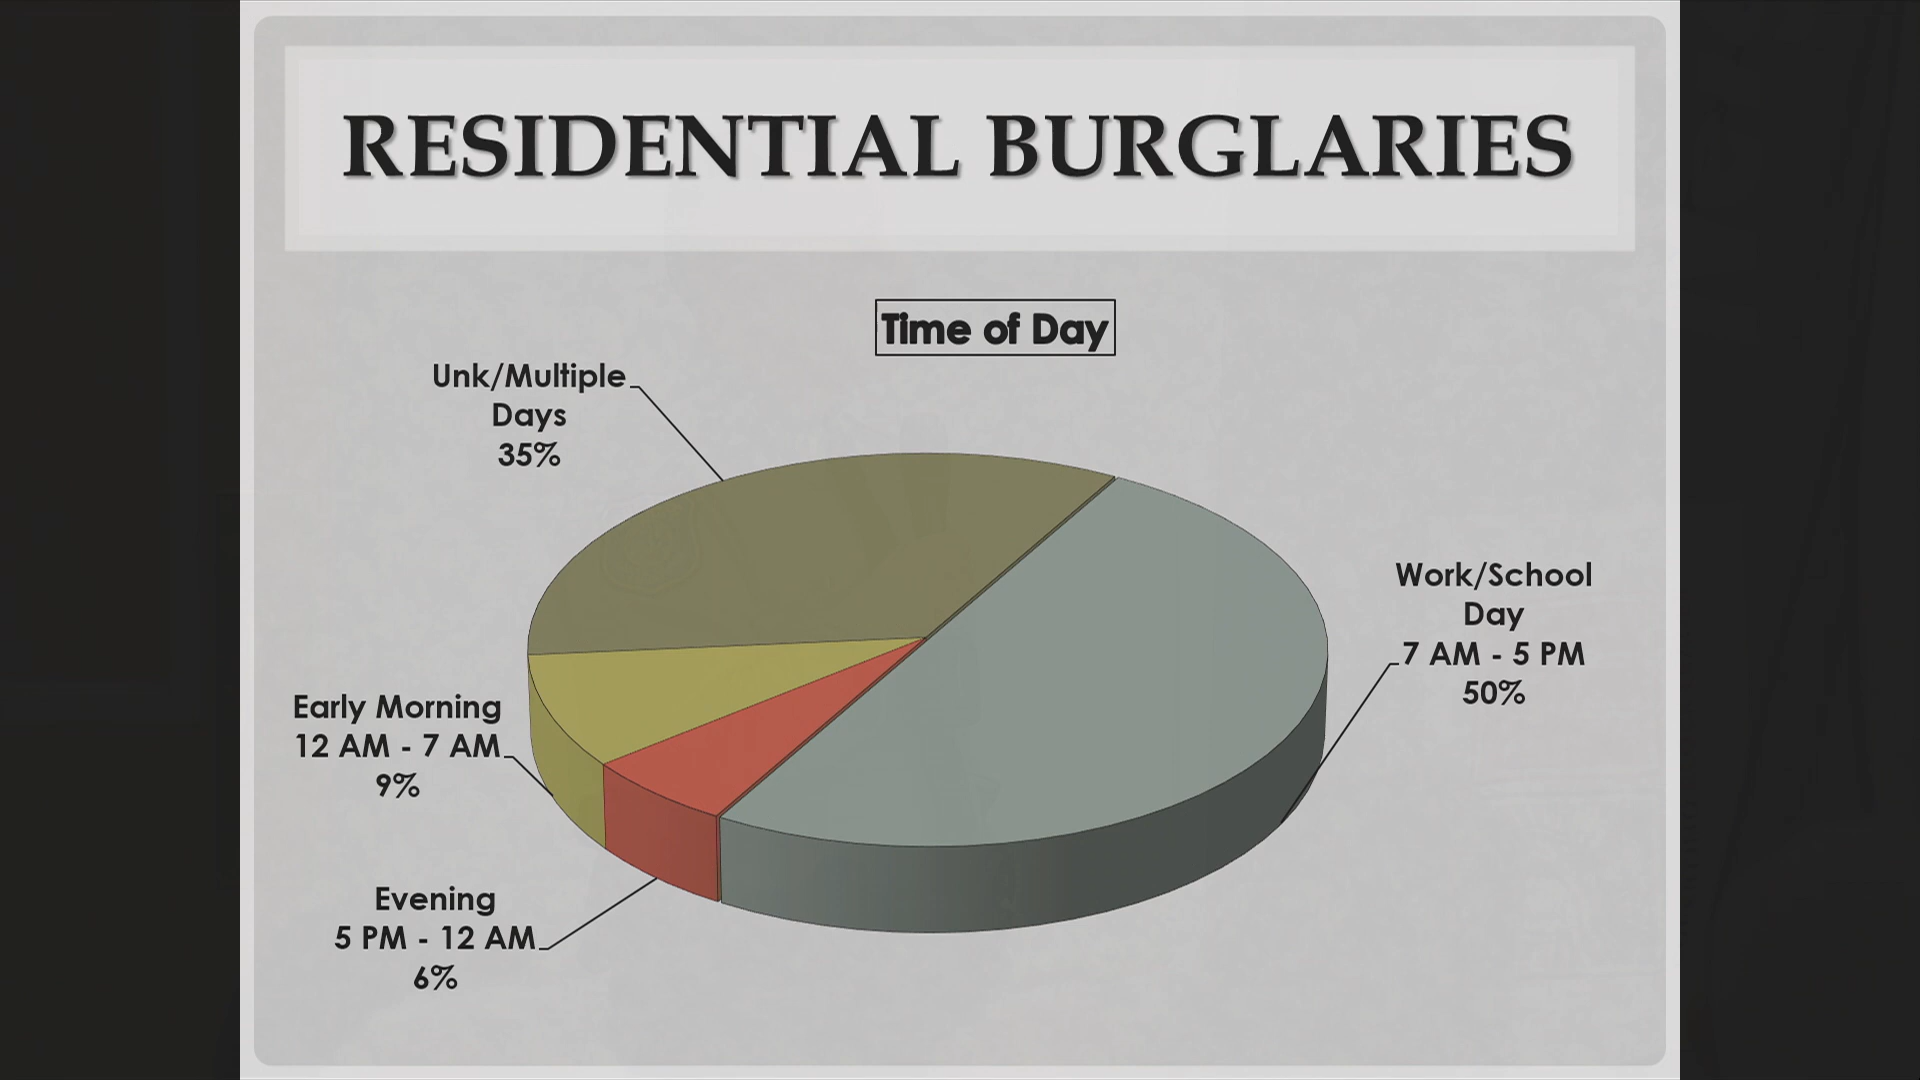 RESIDENTIAL BURGLARIES
Time of Day
Unk/Multiple
Days
35%
Work/School
Day
7 AM - 5 PM
50%
Early Morning
12 AM - 7 AM
9%
Evening
5 PM - 12 AM
6%